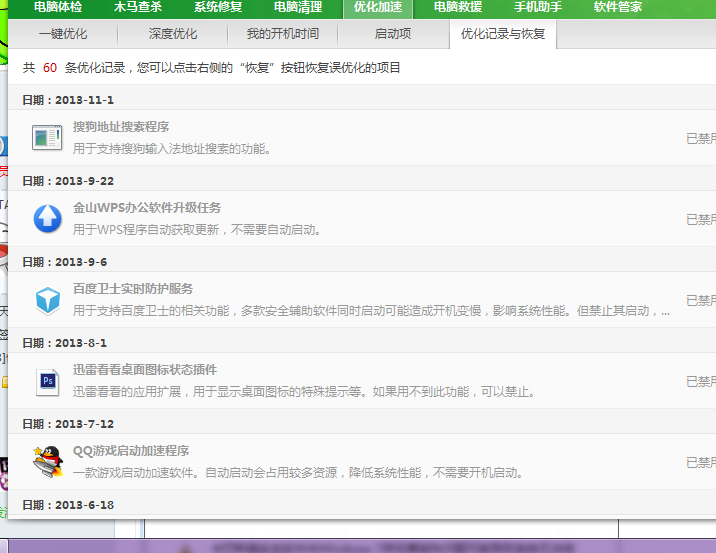 电脑体检 木马查杀 系统修复 电脑清理 优化加速 电脑救援 手机助手 软件管家
一键优化 深度优化 我的开机时间 启动项 优化记录与恢复
共 60 条优化记录，您可以点击右侧的“恢复”按钮恢复误优化的项目
日期：2013-11-1
搜狗地址搜索程序
用于支持搜狗输入法地址搜索的功能。
已禁用
日期：2013-9-22
金山WPS办公软件升级任务
用于WPS程序自动获取更新，不需要自动启动。
已禁用
日期：2013-9-6
百度卫士实时防护服务
用于支持百度卫士的相关功能，多款安全辅助软件同时启动可能造成开机变慢，影响系统性能。但禁止其启动，...
已禁用
日期：2013-8-1
迅雷看看桌面图标状态插件
Ps
迅雷看看的应用扩展，用于显示桌面图标的特殊提示等。如果用不到此功能，可以禁止。
已禁用
日期：2013-7-12
QQ游戏启动加速程序
一款游戏启动加速软件。自动启动会占用较多资源，降低系统性能，不需要开机启动。
已禁用
日期：2013-6-18